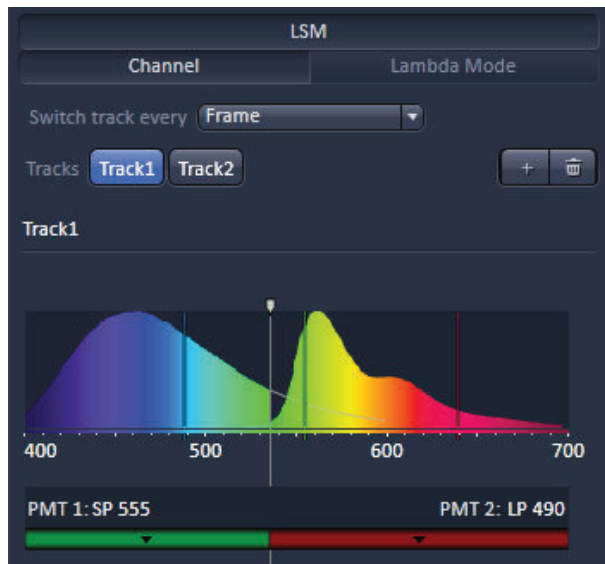 LSM
Channel Lambda Mode
Switch track every Frame
Tracks Track1 Track2 +
Track1
400 500 600 700
PMT 1: SP 555 PMT 2: LP 490